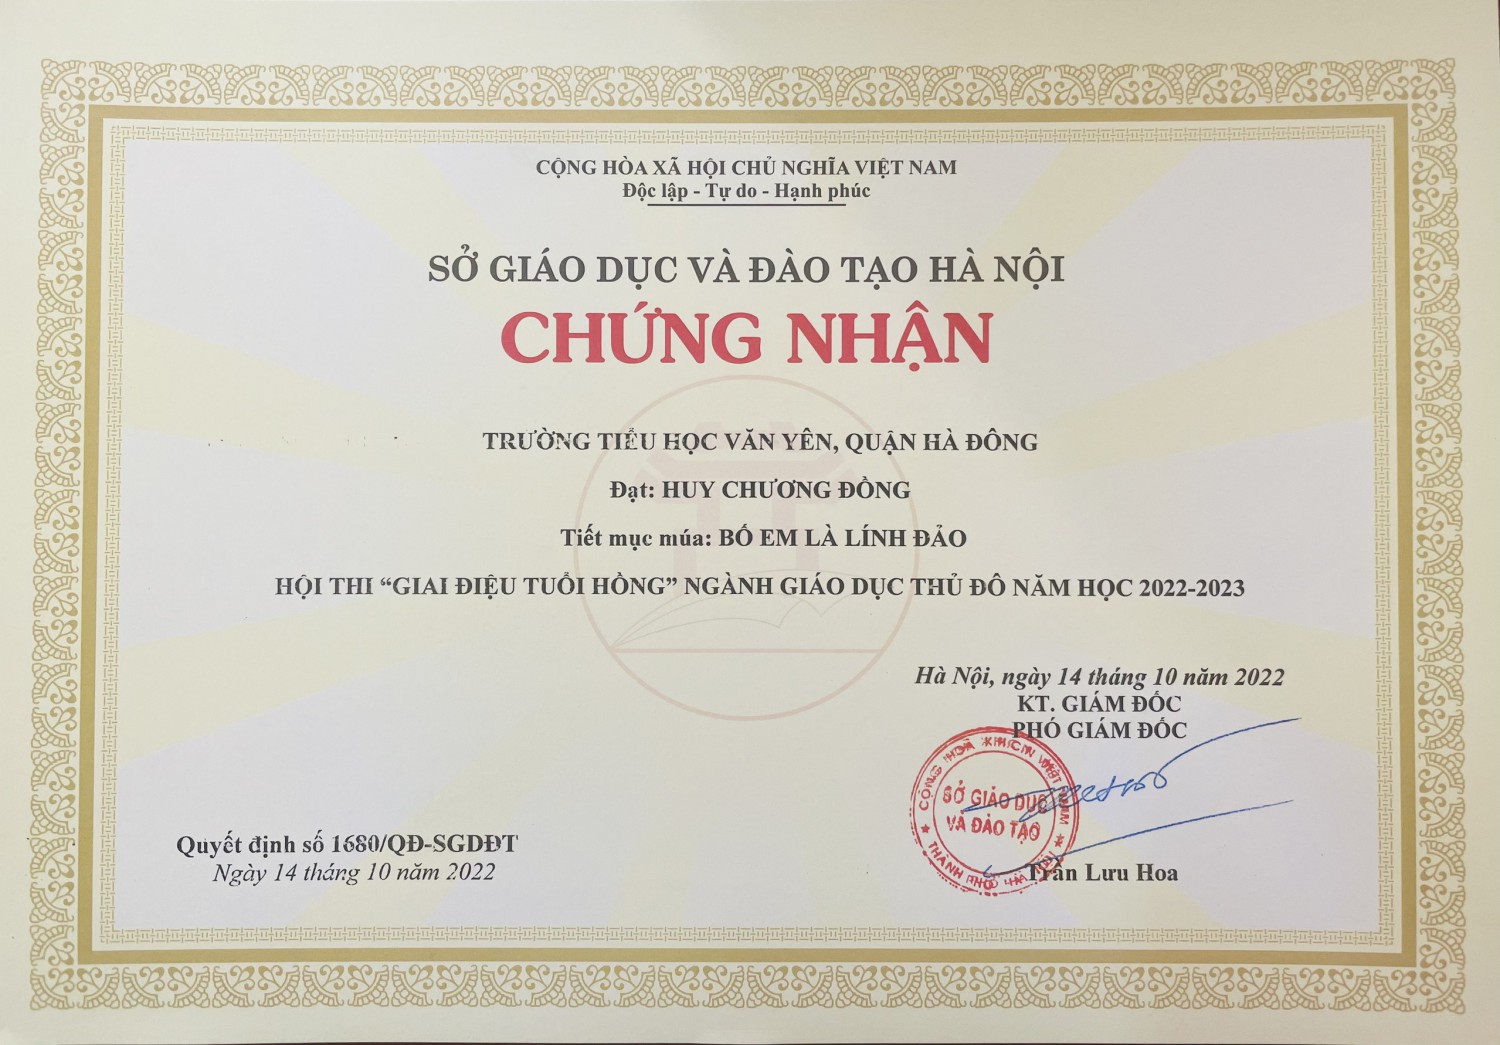 CỘNG HÒA XÃ HỘI CHỦ NGHĨA VIỆT NAM
Độc lập - Tự do - Hạnh phúc
SỞ GIÁO DỤC VÀ ĐÀO TẠO HÀ NỘI
CHỨNG NHẬN
TRƯỜNG TIỂU HỌC VĂN YÊN, QUẬN HÀ ĐÔNG
Đạt: HUY CHƯƠNG ĐỒNG
Tiết mục múa: BỐ EM LÀ LÍNH ĐẢO
HỘI THI “GIAI ĐIỆU TUỔI HỒNG” NGÀNH GIÁO DỤC THỦ ĐÔ NĂM HỌC 2022-2023
Hà Nội, ngày 14 tháng 10 năm 2022
KT. GIÁM ĐỐC
PHÓ GIÁM ĐỐC
SỞ GIÁO DỤC
VÀ ĐÀO TẠO
Trần Lưu Hoa
Quyết định số 1680/QĐ-SGDĐT
Ngày 14 tháng 10 năm 2022